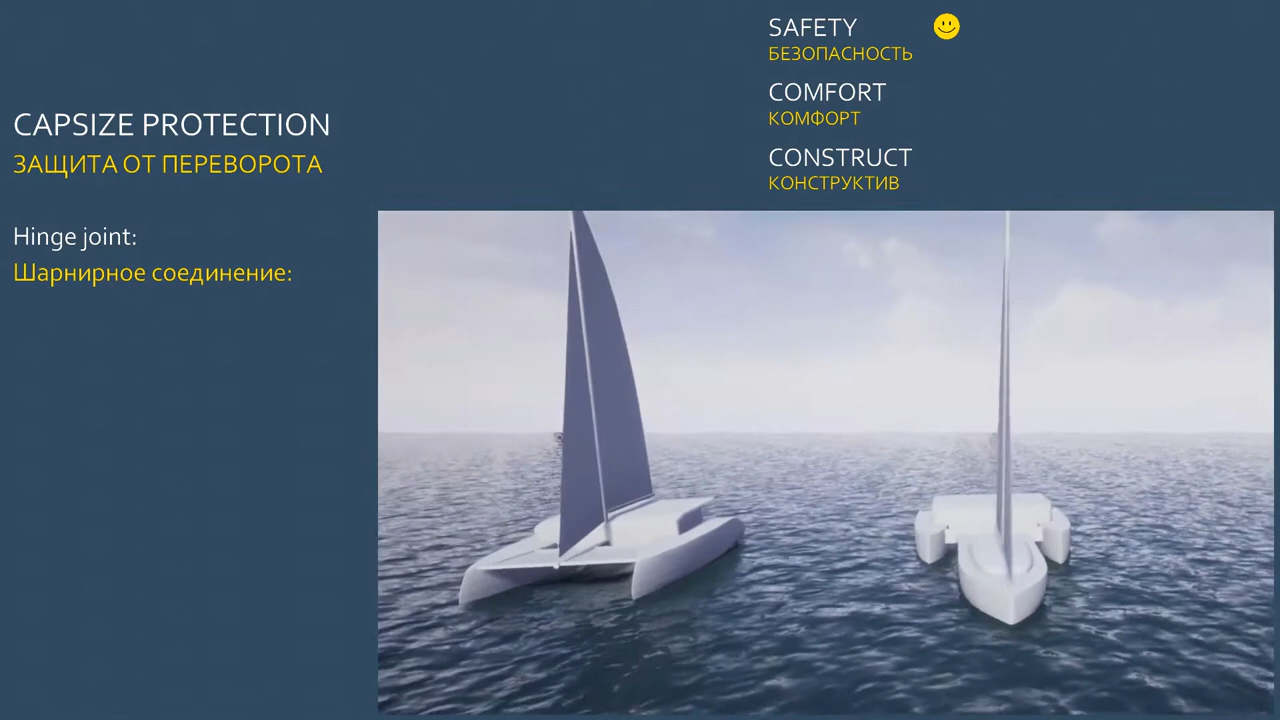 SAFETY
БЕЗОПАСНОСТЬ
COMFORT
КОМФОРТ
CONSTRUCT
КОНСТРУКТИВ
CAPSIZE PROTECTION
ЗАЩИТА ОТ ПЕРЕВОРОТА
Hinge joint:
Шарнирное соединение: